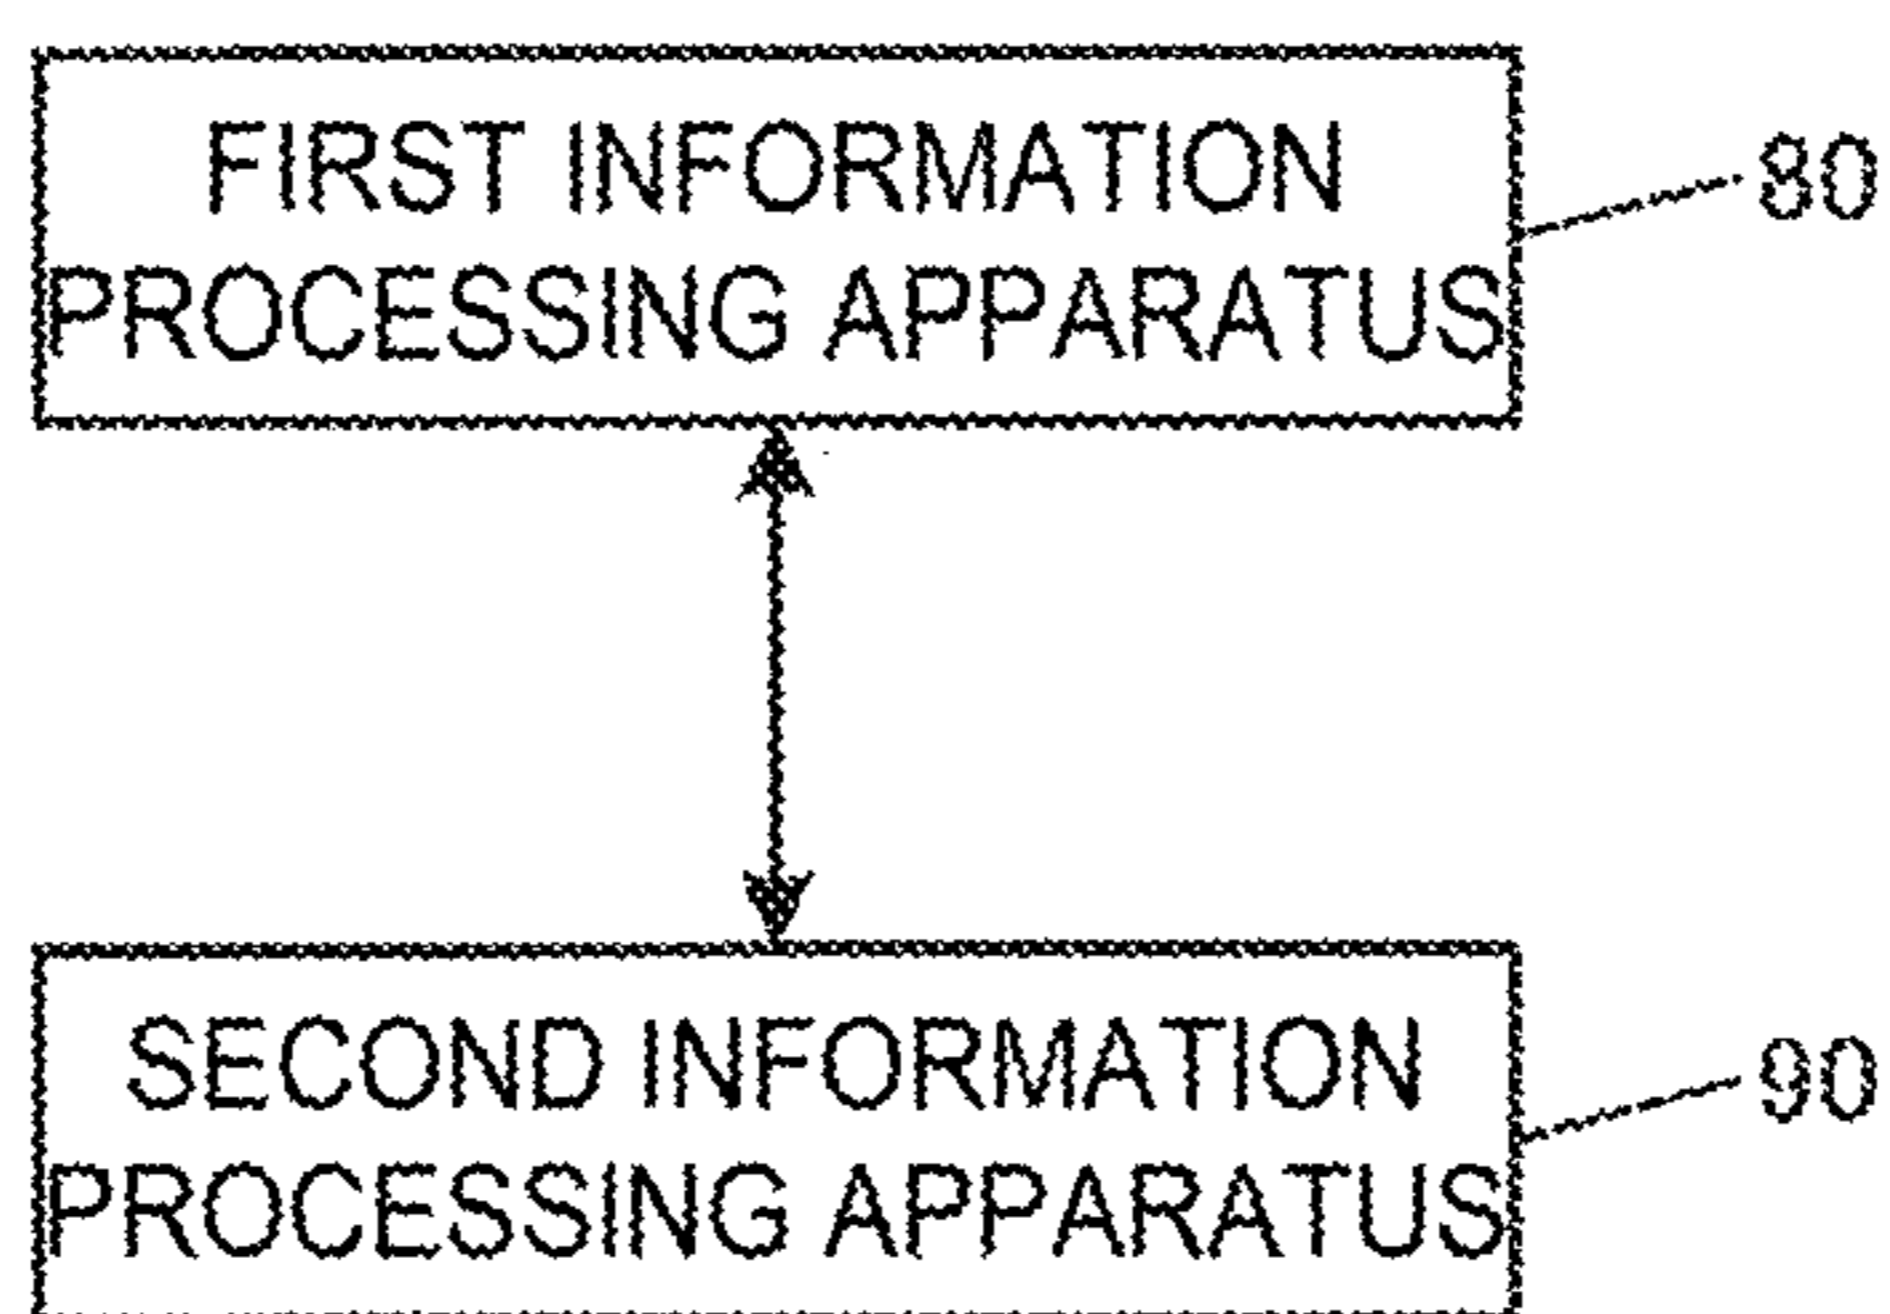 FIRST INFORMATION
PROCESSING APPARATUS
80
SECOND INFORMATION
PROCESSING APPARATUS
90